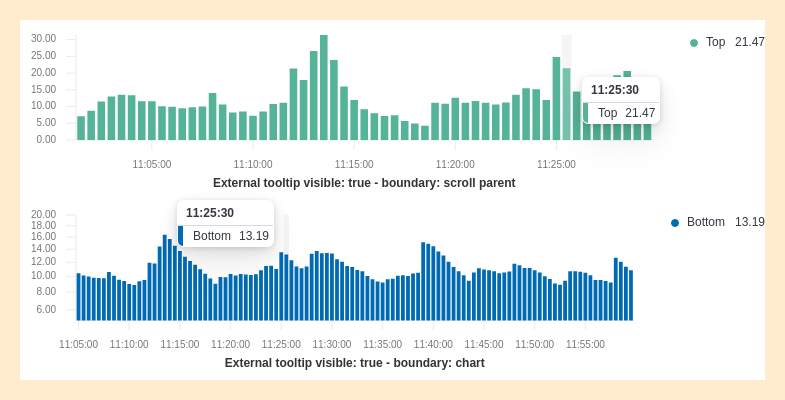 30.00
25.00
20.00
15.00
10.00
5.00
0.00
Top 21.47
11:25:30
Top 21.47
11:05:00 11:10:00 11:15:00 11:20:00 11:25:00
External tooltip visible: true - boundary: scroll parent
20.00
18.00
16.00
14.00
12.00
10.00
8.00
6.00
11:25:30
Bottom 13.19
Bottom 13.19
11:05:00 11:10:00 11:15:00 11:20:00 11:25:00 11:30:00 11:35:00 11:40:00 11:45:00 11:50:00 11:55:00
External tooltip visible: true - boundary: chart